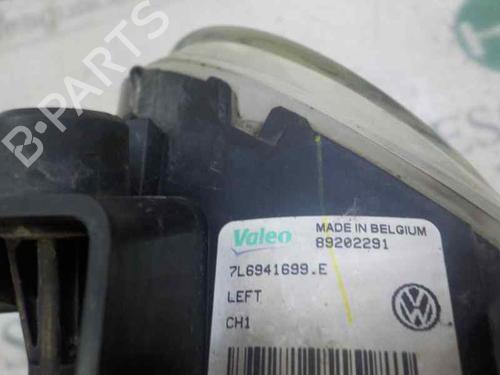 B-PARTS
Valeo
MADE IN BELGIUM
89202291
7L6941699.E
LEFT
CH1